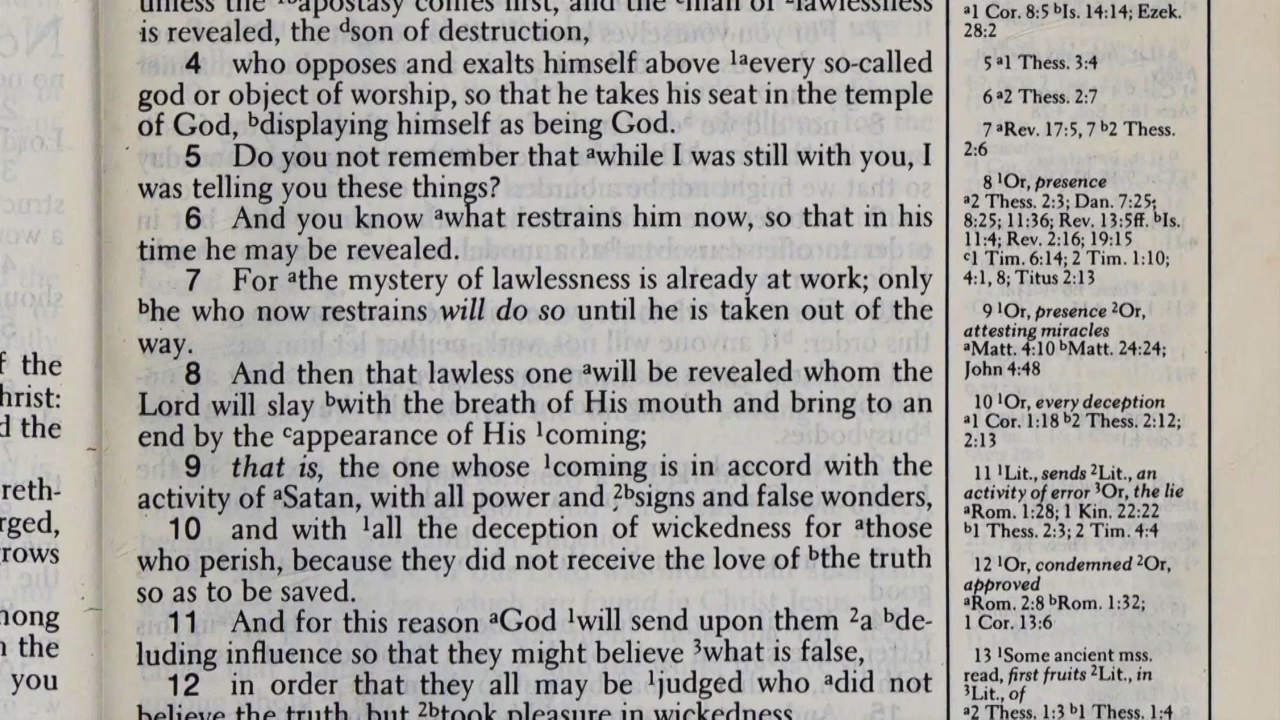 unless the 1bapostasy comes first, and the cman of 2lawlessness
is revealed, the dson of destruction,
4 who opposes and exalts himself above 1aevery so-called
god or object of worship, so that he takes his seat in the temple
of God, bdisplaying himself as being God.
5 Do you not remember that awhile I was still with you, I
was telling you these things?
6 And you know awhat restrains him now, so that in his
time he may be revealed.
7 For athe mystery of lawlessness is already at work; only
bhe who now restrains will do so until he is taken out of the
way.
8 And then that lawless one awill be revealed whom the
Lord will slay bwith the breath of His mouth and bring to an
end by the cappearance of His 1coming;
9 that is, the one whose 1coming is in accord with the
activity of aSatan, with all power and 2bsigns and false wonders,
10 and with 1all the deception of wickedness for athose
who perish, because they did not receive the love of bthe truth
so as to be saved.
11 And for this reason aGod 1will send upon them 2a bde-
luding influence so that they might believe 3what is false,
12 in order that they all may be 1judged who adid not
believe the truth, but 2btook pleasure in wickedness
a1 Cor. 8:5 bIs. 14:14; Ezek.
28:2
5 a1 Thess. 3:4
6 a2 Thess. 2:7
7 aRev. 17:5, 7 b2 Thess.
2:6
8 1Or, presence
a2 Thess. 2:3; Dan. 7:25;
8:25; 11:36; Rev. 13:5ff. bIs.
11:4; Rev. 2:16; 19:15
c1 Tim. 6:14; 2 Tim. 1:10;
4:1, 8; Titus 2:13
9 1Or, presence 2Or,
attesting miracles
aMatt. 4:10 bMatt. 24:24;
John 4:48
10 1Or, every deception
a1 Cor. 1:18 b2 Thess. 2:12;
2:13
11 1Lit., sends 2Lit., an
activity of error 3Or, the lie
aRom. 1:28; 1 Kin. 22:22
b1 Thess. 2:3; 2 Tim. 4:4
12 1Or, condemned 2Or,
approved
aRom. 2:8 bRom. 1:32;
1 Cor. 13:6
13 1Some ancient mss.
read, first fruits 2Lit., in
3Lit., of
a2 Thess. 1:3 b1 Thess. 1:4
the
d the
the
you